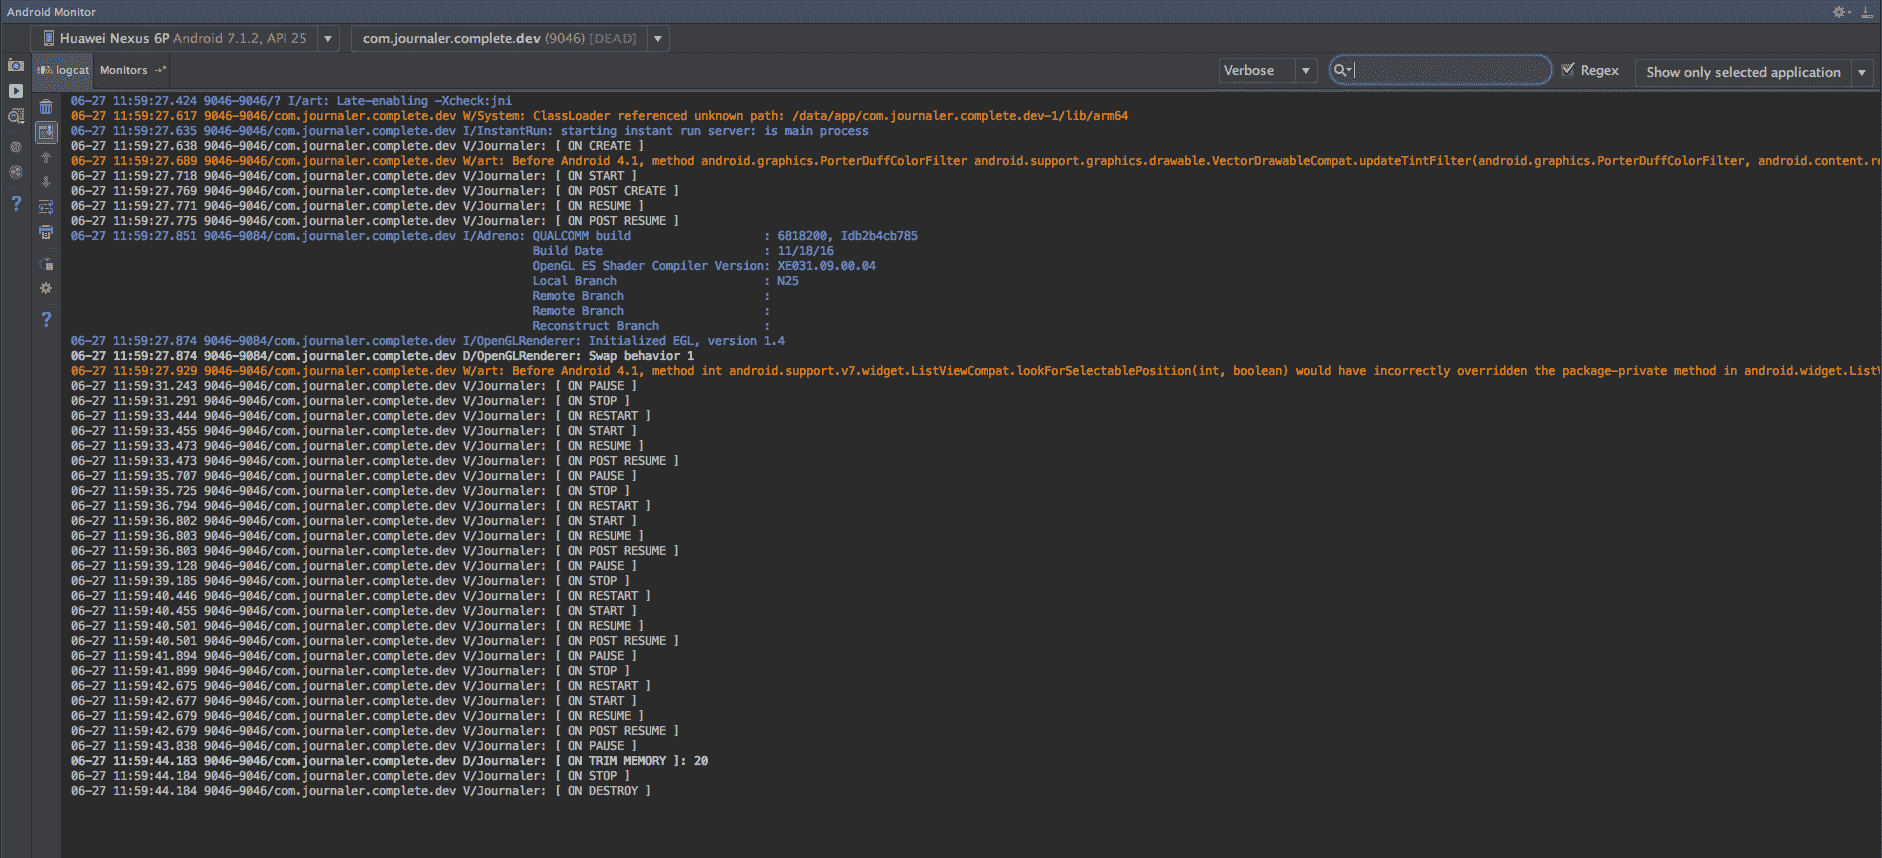 Android Monitor
Huawei Nexus 6P Android 7.1.2, API 25 com.journaler.complete.dev (9046) [DEAD]
logcat Monitors Verbose Regex Show only selected application
06-27 11:59:27.424 9046-9046/? I/art: Late-enabling -Xcheck:jni
06-27 11:59:27.617 9046-9046/com.journaler.complete.dev W/System: ClassLoader referenced unknown path: /data/app/com.journaler.complete.dev-1/lib/arm64
06-27 11:59:27.635 9046-9046/com.journaler.complete.dev I/InstantRun: starting instant run server: is main process
06-27 11:59:27.638 9046-9046/com.journaler.complete.dev V/Journaler: [ ON CREATE ]
06-27 11:59:27.689 9046-9046/com.journaler.complete.dev W/art: Before Android 4.1, method android.graphics.PorterDuffColorFilter android.support.graphics.drawable.VectorDrawableCompat.updateTintFilter(android.graphics.PorterDuffColorFilter, android.content.re
06-27 11:59:27.718 9046-9046/com.journaler.complete.dev V/Journaler: [ ON START ]
06-27 11:59:27.769 9046-9046/com.journaler.complete.dev V/Journaler: [ ON POST CREATE ]
06-27 11:59:27.771 9046-9046/com.journaler.complete.dev V/Journaler: [ ON RESUME ]
06-27 11:59:27.775 9046-9046/com.journaler.complete.dev V/Journaler: [ ON POST RESUME ]
06-27 11:59:27.851 9046-9084/com.journaler.complete.dev I/Adreno: QUALCOMM build : 6818200, Idb2b4cb785
Build Date : 11/18/16
OpenGL ES Shader Compiler Version: XE031.09.00.04
Local Branch : N25
Remote Branch :
Remote Branch :
Reconstruct Branch :
06-27 11:59:27.874 9046-9084/com.journaler.complete.dev I/OpenGLRenderer: Initialized EGL, version 1.4
06-27 11:59:27.874 9046-9084/com.journaler.complete.dev D/OpenGLRenderer: Swap behavior 1
06-27 11:59:27.929 9046-9046/com.journaler.complete.dev W/art: Before Android 4.1, method int android.support.v7.widget.ListViewCompat.lookForSelectablePosition(int, boolean) would have incorrectly overridden the package-private method in android.widget.ListV
06-27 11:59:31.243 9046-9046/com.journaler.complete.dev V/Journaler: [ ON PAUSE ]
06-27 11:59:31.291 9046-9046/com.journaler.complete.dev V/Journaler: [ ON STOP ]
06-27 11:59:33.444 9046-9046/com.journaler.complete.dev V/Journaler: [ ON RESTART ]
06-27 11:59:33.455 9046-9046/com.journaler.complete.dev V/Journaler: [ ON START ]
06-27 11:59:33.473 9046-9046/com.journaler.complete.dev V/Journaler: [ ON RESUME ]
06-27 11:59:33.473 9046-9046/com.journaler.complete.dev V/Journaler: [ ON POST RESUME ]
06-27 11:59:35.707 9046-9046/com.journaler.complete.dev V/Journaler: [ ON PAUSE ]
06-27 11:59:35.725 9046-9046/com.journaler.complete.dev V/Journaler: [ ON STOP ]
06-27 11:59:36.794 9046-9046/com.journaler.complete.dev V/Journaler: [ ON RESTART ]
06-27 11:59:36.802 9046-9046/com.journaler.complete.dev V/Journaler: [ ON START ]
06-27 11:59:36.803 9046-9046/com.journaler.complete.dev V/Journaler: [ ON RESUME ]
06-27 11:59:36.803 9046-9046/com.journaler.complete.dev V/Journaler: [ ON POST RESUME ]
06-27 11:59:39.128 9046-9046/com.journaler.complete.dev V/Journaler: [ ON PAUSE ]
06-27 11:59:39.185 9046-9046/com.journaler.complete.dev V/Journaler: [ ON STOP ]
06-27 11:59:40.446 9046-9046/com.journaler.complete.dev V/Journaler: [ ON RESTART ]
06-27 11:59:40.455 9046-9046/com.journaler.complete.dev V/Journaler: [ ON START ]
06-27 11:59:40.501 9046-9046/com.journaler.complete.dev V/Journaler: [ ON RESUME ]
06-27 11:59:40.501 9046-9046/com.journaler.complete.dev V/Journaler: [ ON POST RESUME ]
06-27 11:59:41.894 9046-9046/com.journaler.complete.dev V/Journaler: [ ON PAUSE ]
06-27 11:59:41.899 9046-9046/com.journaler.complete.dev V/Journaler: [ ON STOP ]
06-27 11:59:42.675 9046-9046/com.journaler.complete.dev V/Journaler: [ ON RESTART ]
06-27 11:59:42.677 9046-9046/com.journaler.complete.dev V/Journaler: [ ON START ]
06-27 11:59:42.679 9046-9046/com.journaler.complete.dev V/Journaler: [ ON RESUME ]
06-27 11:59:42.679 9046-9046/com.journaler.complete.dev V/Journaler: [ ON POST RESUME ]
06-27 11:59:43.838 9046-9046/com.journaler.complete.dev V/Journaler: [ ON PAUSE ]
06-27 11:59:44.183 9046-9046/com.journaler.complete.dev D/Journaler: [ ON TRIM MEMORY ]: 20
06-27 11:59:44.184 9046-9046/com.journaler.complete.dev V/Journaler: [ ON STOP ]
06-27 11:59:44.184 9046-9046/com.journaler.complete.dev V/Journaler: [ ON DESTROY ]